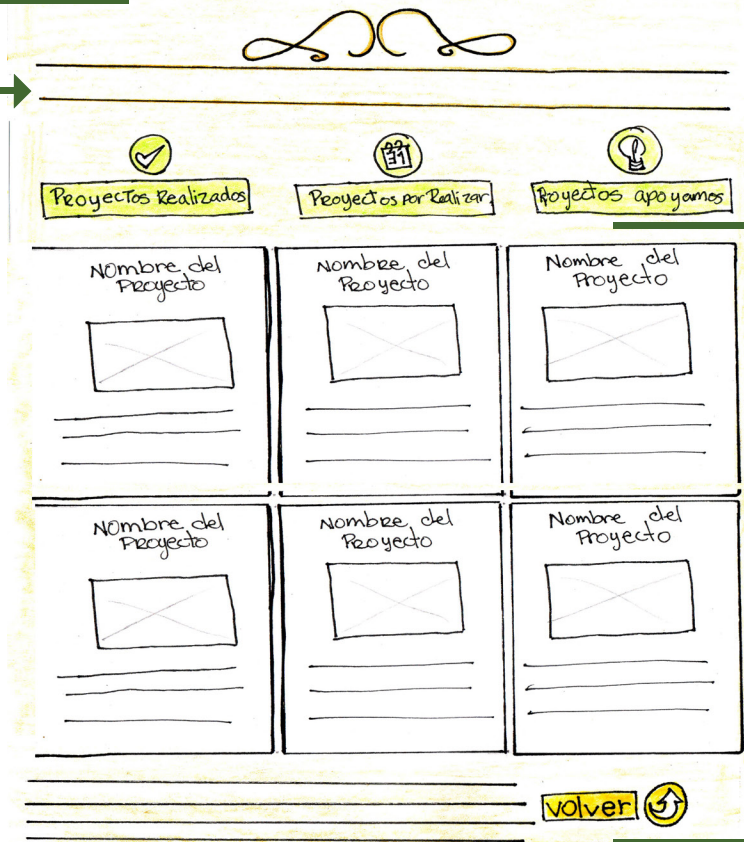 31
Proyectos Realizados
Proyectos por Realizar
Proyectos apoyamos
Nombre del
Proyecto
Nombre del
Proyecto
Nombre del
Proyecto
Nombre del
Proyecto
Nombre del
Proyecto
Nombre del
Proyecto
volver